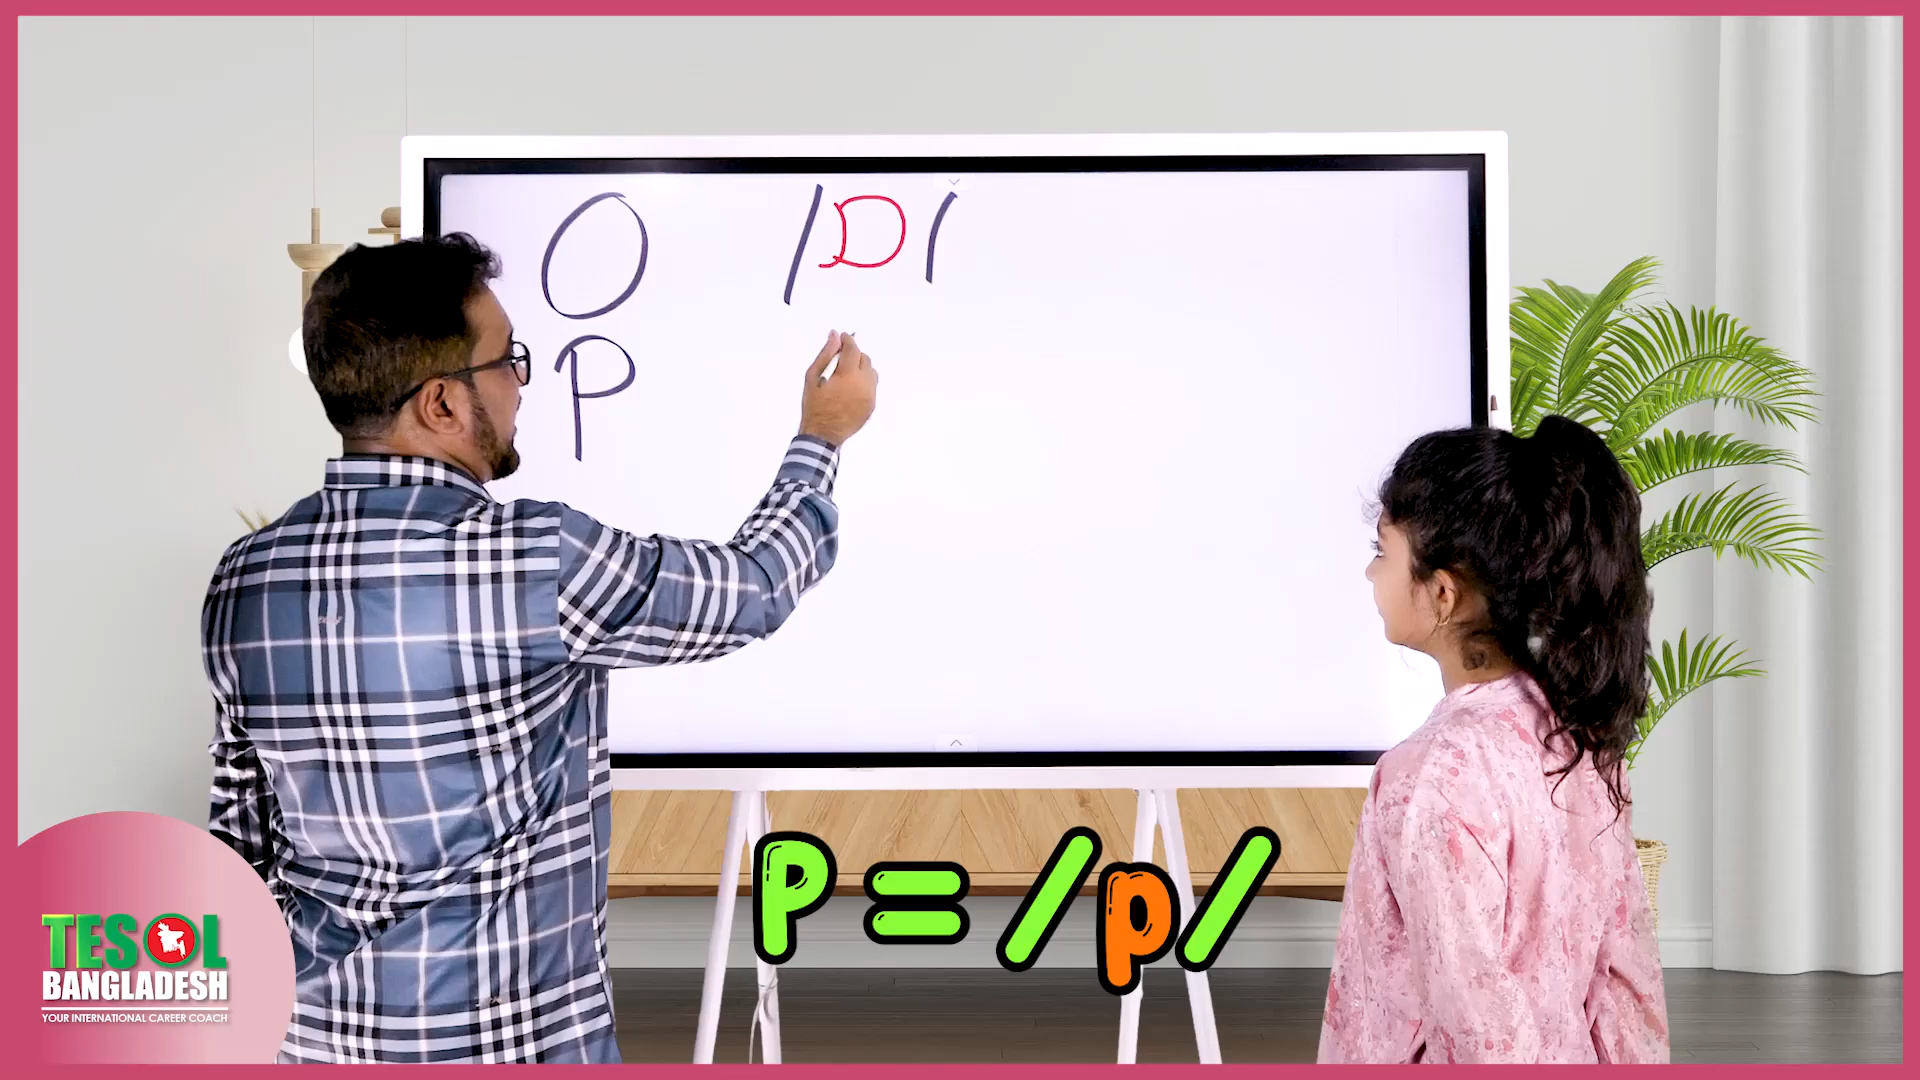 O /D/
P
P = /p/
TESOL
BANGLADESH
YOUR INTERNATIONAL CAREER COACH